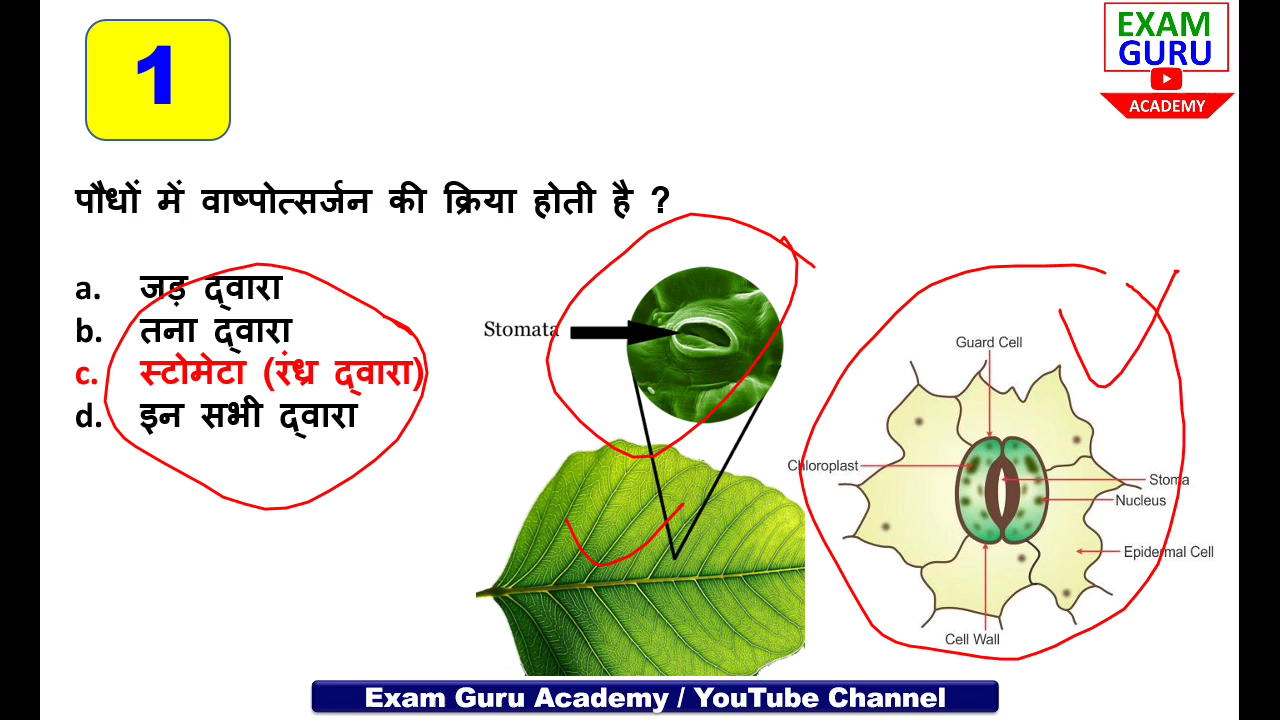 1
EXAM
GURU
ACADEMY
पौधों में वाष्पोत्सर्जन की क्रिया होती है ?
a. जड़ द्वारा
b. तना द्वारा
c. स्टोमेटा (रंध्र द्वारा)
d. इन सभी द्वारा
Stomata
Guard Cell
Chloroplast
Stoma
Nucleus
Epidermal Cell
Cell Wall
Exam Guru Academy / YouTube Channel